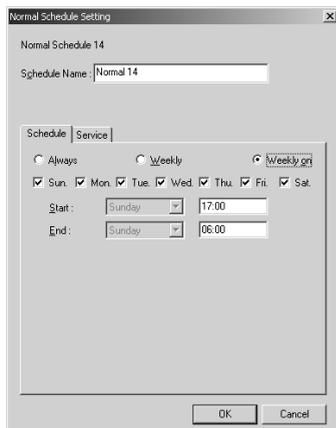 Normal Schedule Setting
Normal Schedule 14
Schedule Name : Normal 14
Schedule Service
Always Weekly Weekly on
Sun. Mon. Tue. Wed. Thu. Fri. Sat.
Start : Sunday 17:00
End : Sunday 06:00
OK Cancel